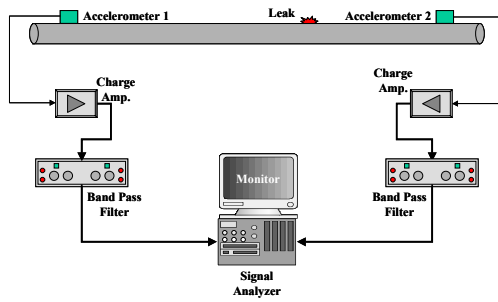 Accelerometer 1
Leak
Accelerometer 2
Charge
Amp.
Charge
Amp.
Monitor
Band Pass
Filter
Band Pass
Filter
Signal
Analyzer